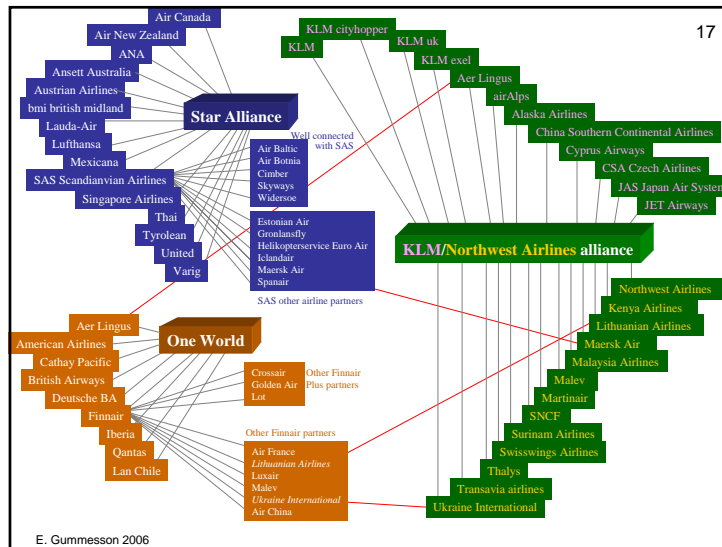 17
Air Canada
Air New Zealand
ANA
Ansett Australia
Austrian Airlines
bmi british midland
Lauda-Air
Lufthansa
Mexicana
SAS Scandianvian Airlines
Singapore Airlines
Thai
Tyrolean
United
Varig
Star Alliance
Well connected
with SAS
Air Baltic
Air Botnia
Cimber
Skyways
Widersoe
Estonian Air
Gronlansfly
Helikopterservice Euro Air
Iclandair
Maersk Air
Spanair
SAS other airline partners
KLM cityhopper
KLM
KLM uk
KLM exel
Aer Lingus
airAlps
Alaska Airlines
China Southern Continental Airlines
Cyprus Airways
CSA Czech Airlines
JAS Japan Air System
JET Airways
KLM/Northwest Airlines alliance
Northwest Airlines
Kenya Airlines
Lithuanian Airlines
Maersk Air
Malaysia Airlines
Malev
Martinair
SNCF
Surinam Airlines
Swisswings Airlines
Thalys
Transavia airlines
Ukraine International
Aer Lingus
American Airlines
Cathay Pacific
British Airways
Deutsche BA
Finnair
Iberia
Qantas
Lan Chile
One World
Crossair
Golden Air
Lot
Other Finnair
Plus partners
Other Finnair partners
Air France
Lithuanian Airlines
Luxair
Malev
Ukraine International
Air China
E. Gummesson 2006